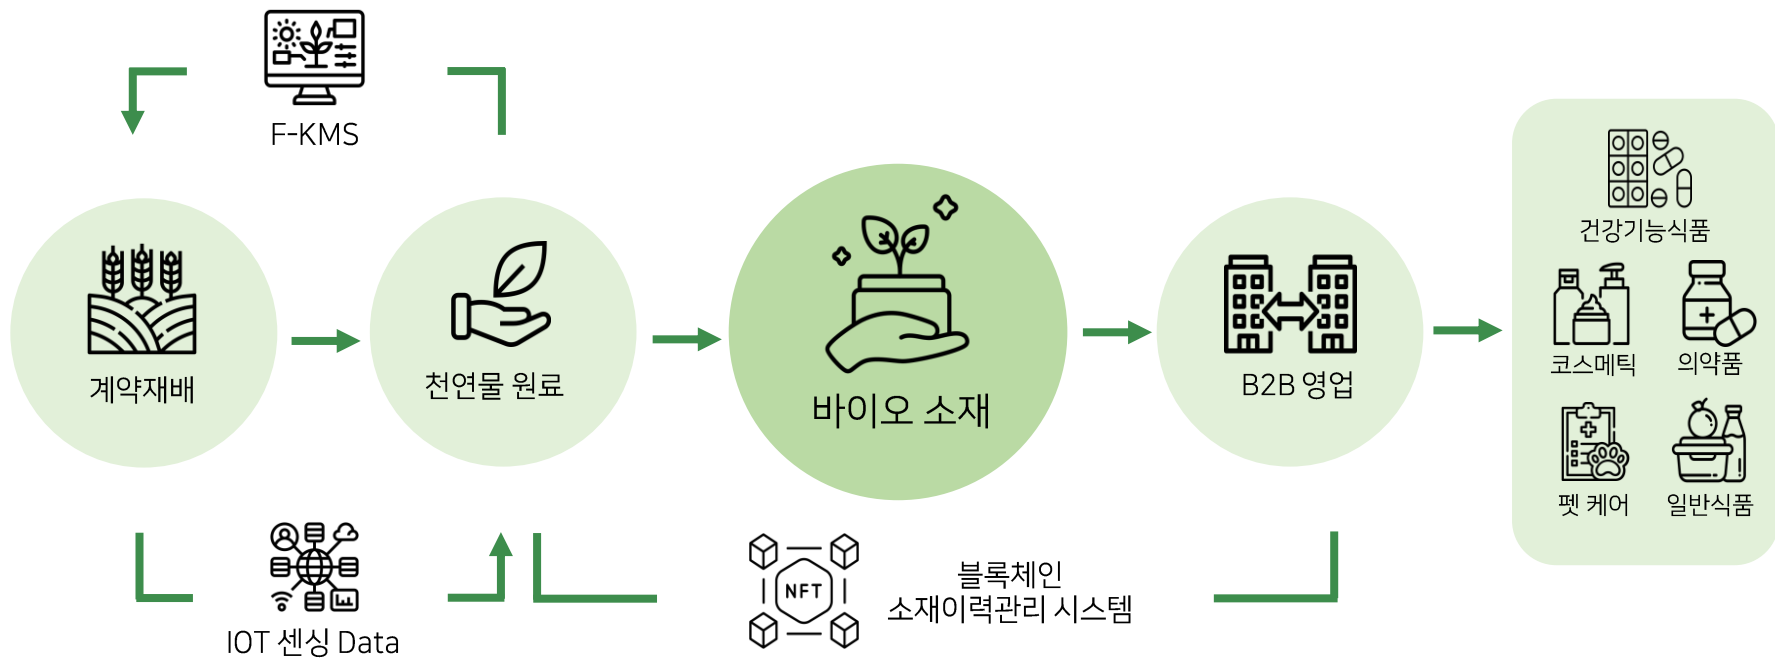 F-KMS
계약재배
천연물 원료
바이오 소재
B2B 영업
건강기능식품
코스메틱
의약품
펫 케어
일반식품
IOT 센싱 Data
NFT
블록체인
소재이력관리 시스템